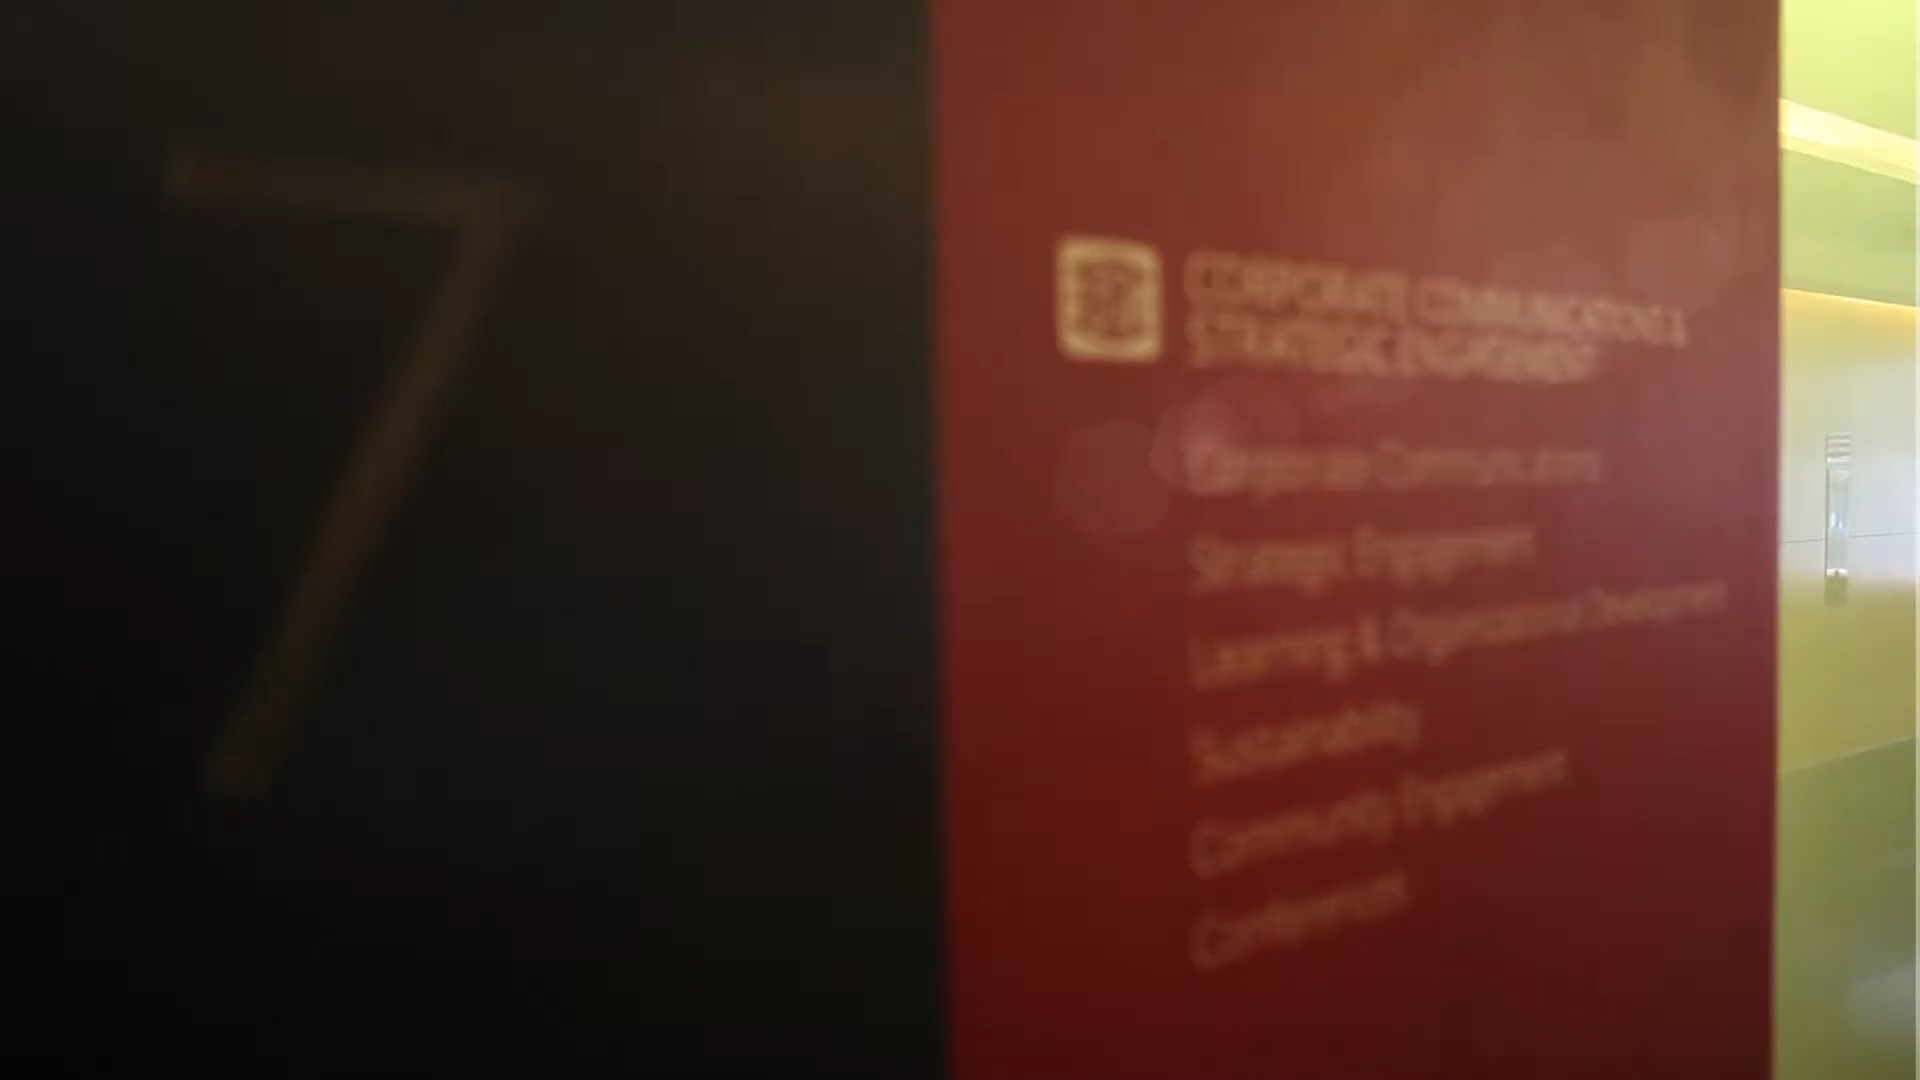 7
CORPORATE COMMUNICATIONS &
STRATEGIC ENGAGEMENT
Corporate Communications
Strategic Engagement
Learning & Organisational Development
Sustainability
Community Engagement
Conferences